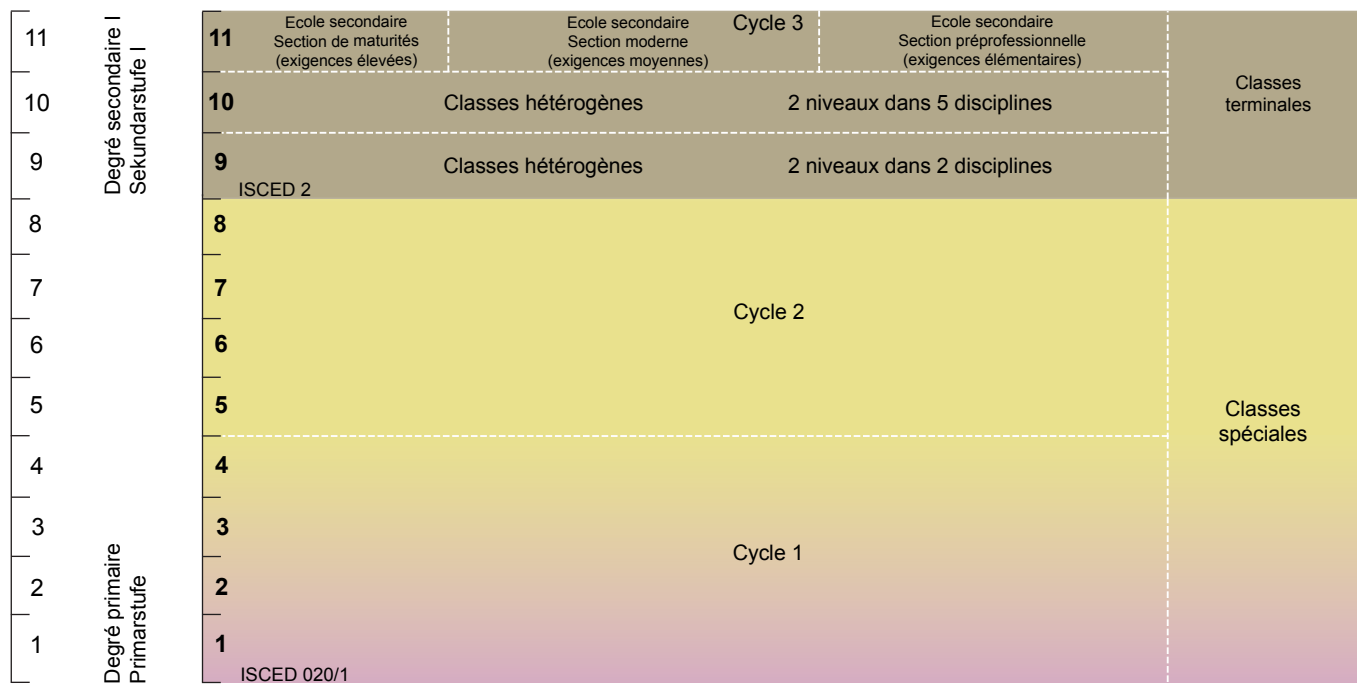 11
10
9
8
7
6
5
4
3
2
1
Degré secondaire I
Sekundarstufe I
Degré primaire
Primarstufe
11
Ecole secondaire
Section de maturités
(exigences élevées)
Ecole secondaire
Section moderne
(exigences moyennes)
Cycle 3
Ecole secondaire
Section préprofessionnelle
(exigences élémentaires)
10
Classes hétérogènes
2 niveaux dans 5 disciplines
9
Classes hétérogènes
2 niveaux dans 2 disciplines
ISCED 2
Classes
terminales
8
7
Cycle 2
6
5
Classes
spéciales
4
3
Cycle 1
2
1
ISCED 020/1